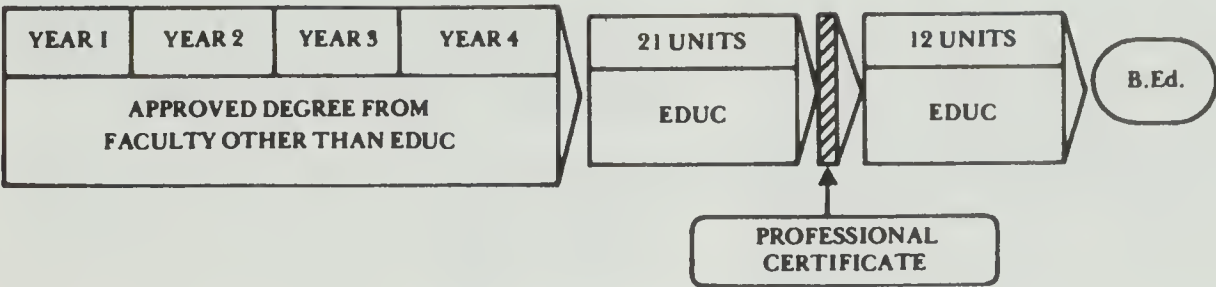 YEAR 1 YEAR 2 YEAR 3 YEAR 4
APPROVED DEGREE FROM
FACULTY OTHER THAN EDUC
21 UNITS
EDUC
12 UNITS
EDUC
B.Ed.
PROFESSIONAL
CERTIFICATE